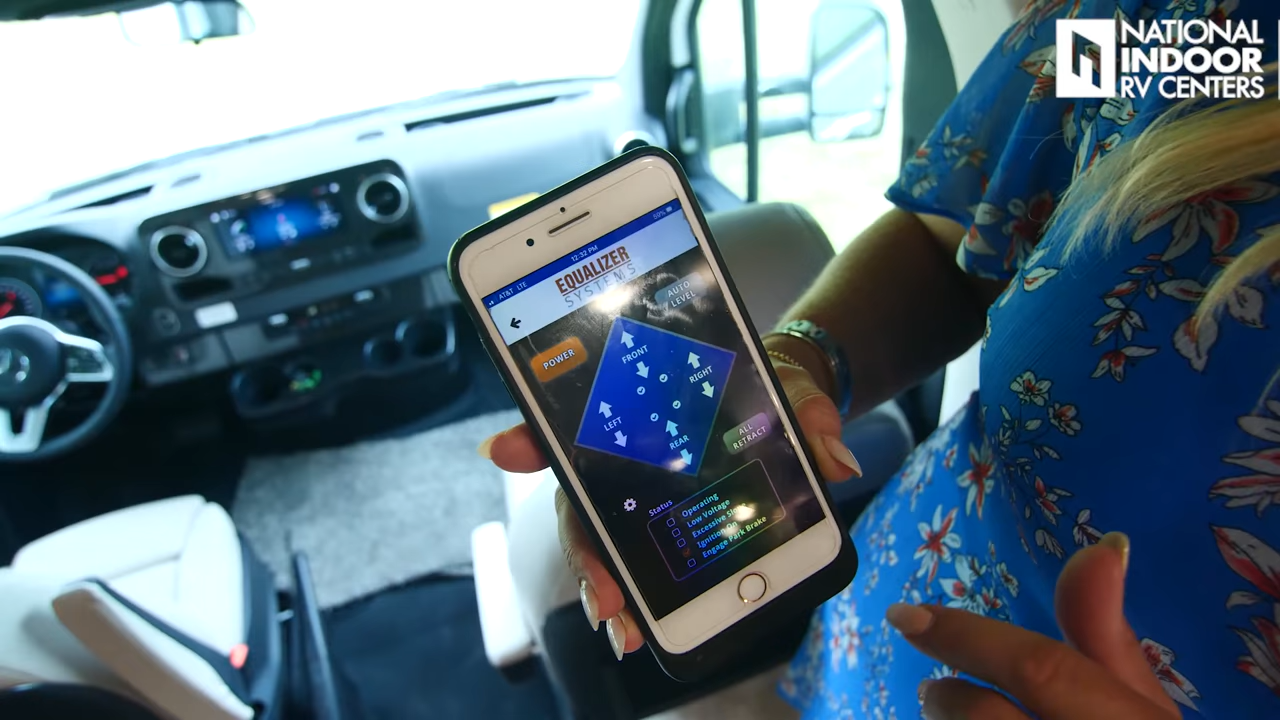 NATIONAL
INDOOR
RV CENTERS
AT&T LTE
12:32 PM
50%
EQUALIZER
SYSTEMS
AUTO
LEVEL
POWER
FRONT
RIGHT
LEFT
REAR
ALL
RETRACT
Status
Operating
Low Voltage
Excessive
Ignition On
Engage Park Brake